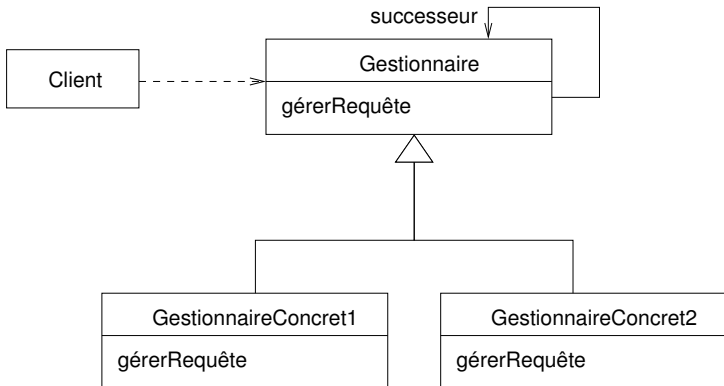 successeur
Gestionnaire
Client
gérerRequête
GestionnaireConcret1
GestionnaireConcret2
gérerRequête
gérerRequête